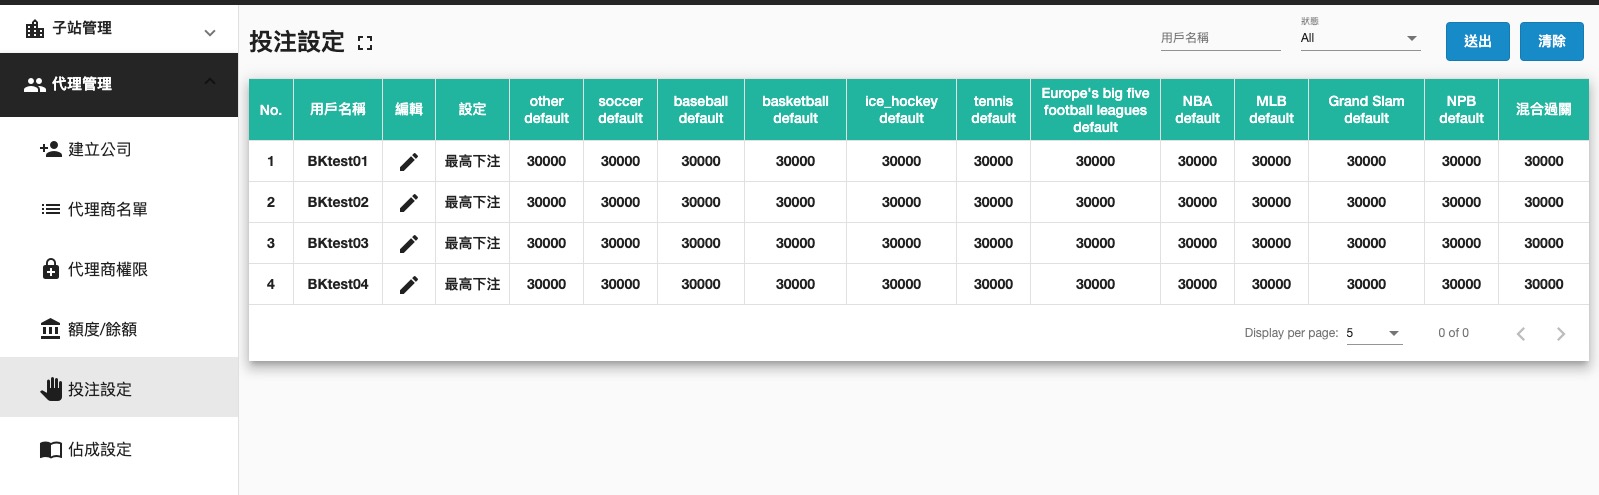 子站管理
代理管理
建立公司
代理商名單
代理商權限
額度/餘額
投注設定
佔成設定
投注設定
用戶名稱
狀態
All
送出
清除
No. 用戶名稱 編輯 設定 other default soccer default baseball default basketball default ice_hockey default tennis default Europe's big five football leagues default NBA default MLB default Grand Slam default NPB default 混合過關
1 BKtest01 最高下注 30000 30000 30000 30000 30000 30000 30000 30000 30000 30000 30000 30000
2 BKtest02 最高下注 30000 30000 30000 30000 30000 30000 30000 30000 30000 30000 30000 30000
3 BKtest03 最高下注 30000 30000 30000 30000 30000 30000 30000 30000 30000 30000 30000 30000
4 BKtest04 最高下注 30000 30000 30000 30000 30000 30000 30000 30000 30000 30000 30000 30000
Display per page: 5 0 of 0